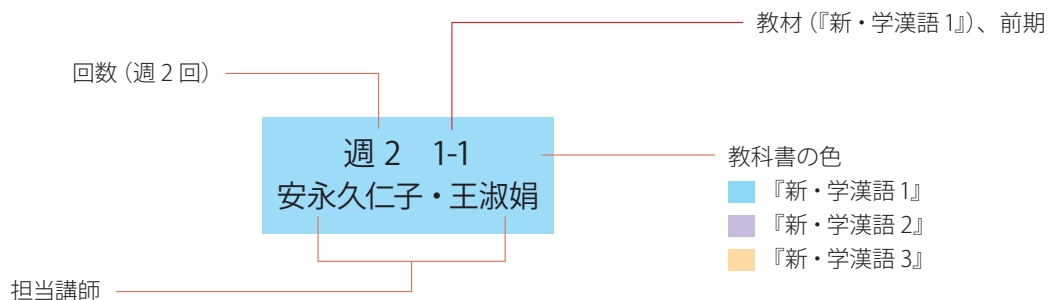 教材（『新・学漢語 1』）、前期
回数（週 2 回）
週 2　1-1
安永久仁子・王淑娟
教科書の色
『新・学漢語 1』
『新・学漢語 2』
『新・学漢語 3』
担当講師